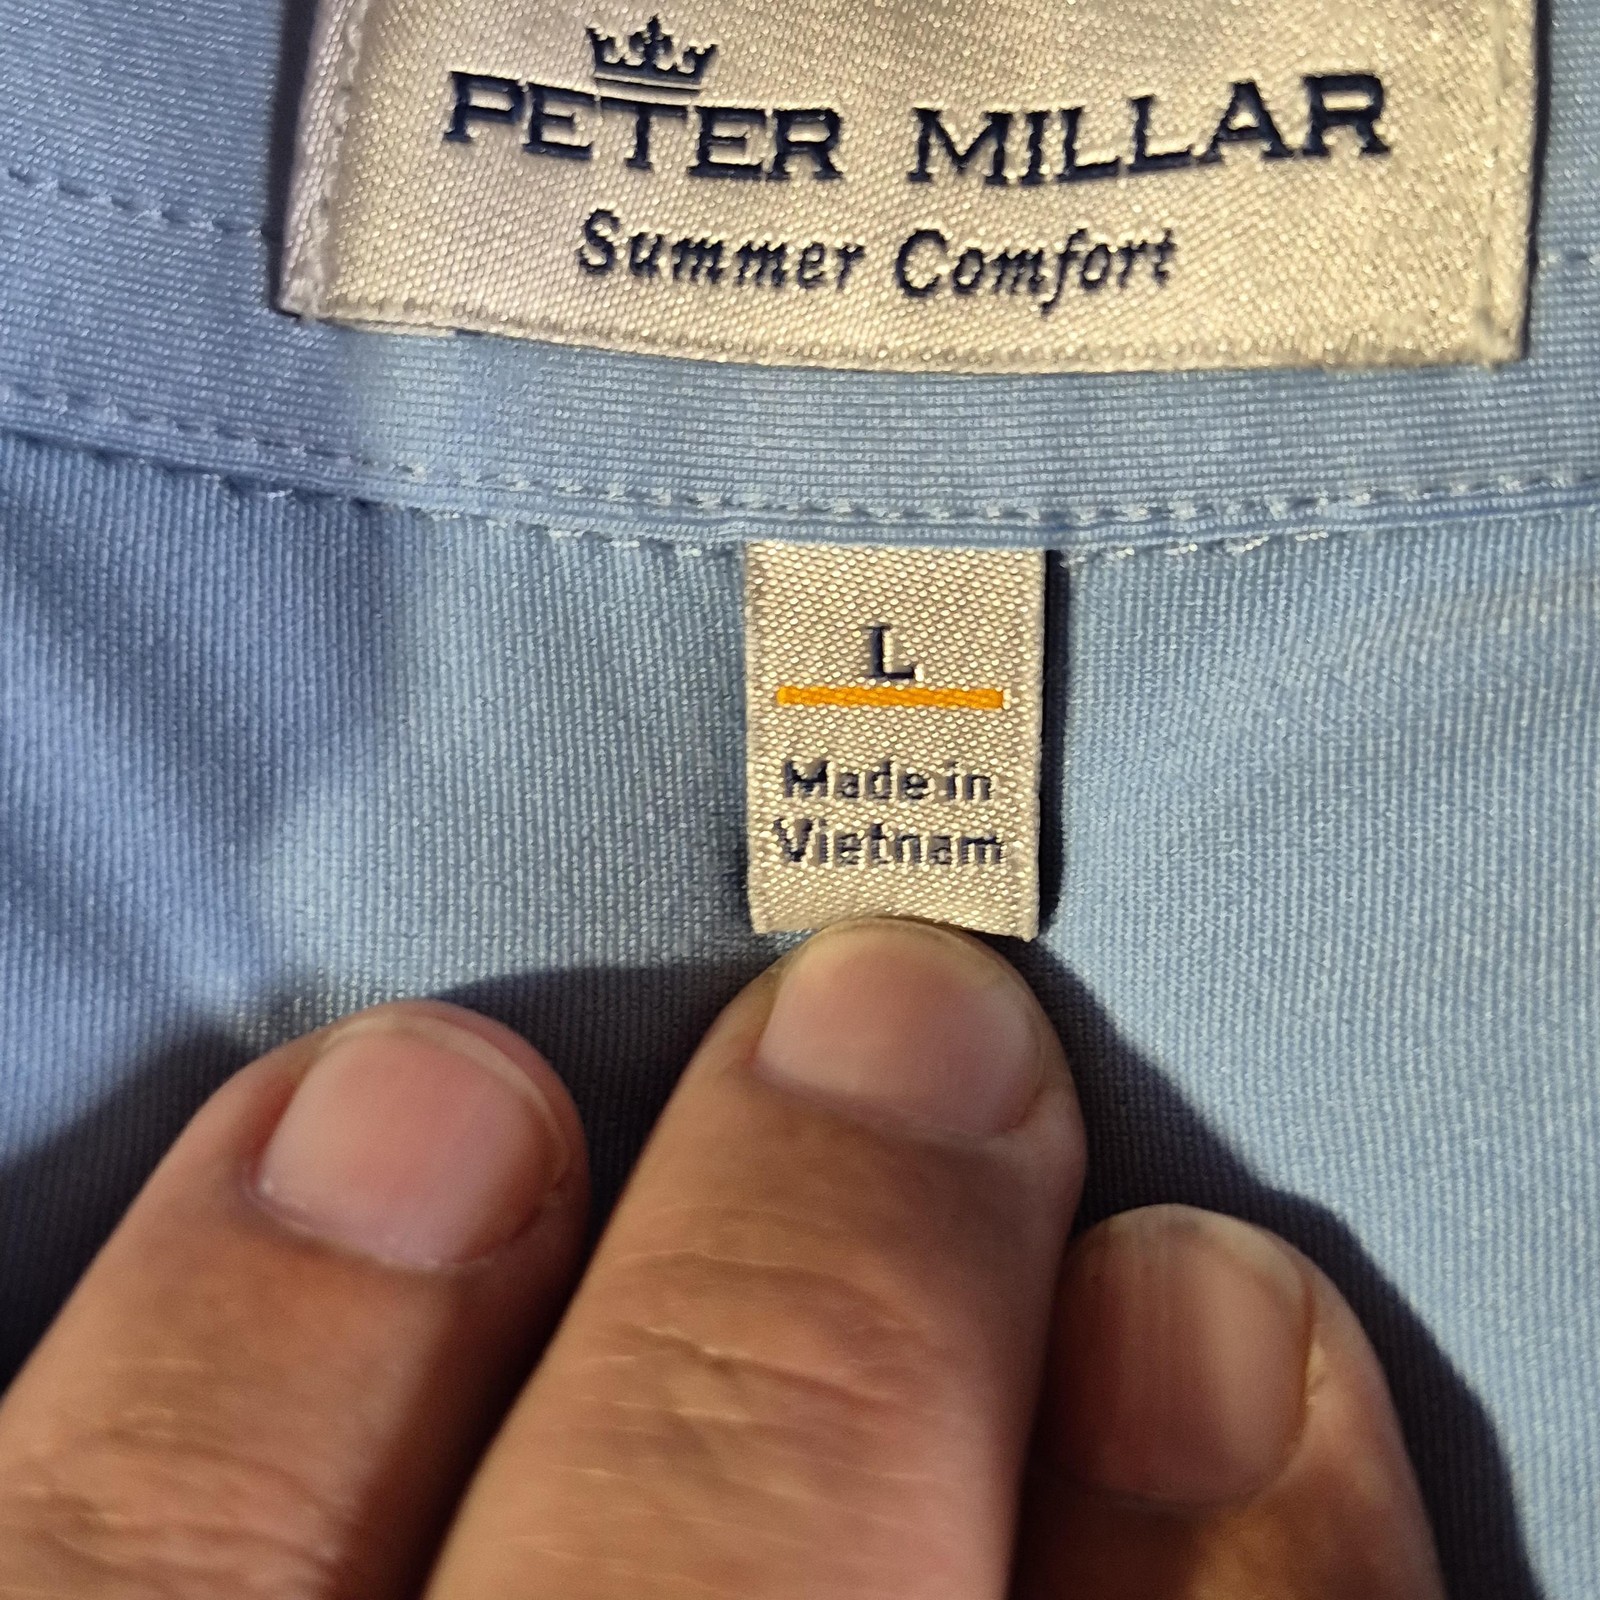 PETER MILLAR
Summer Comfort
L
Made in
Vietnam